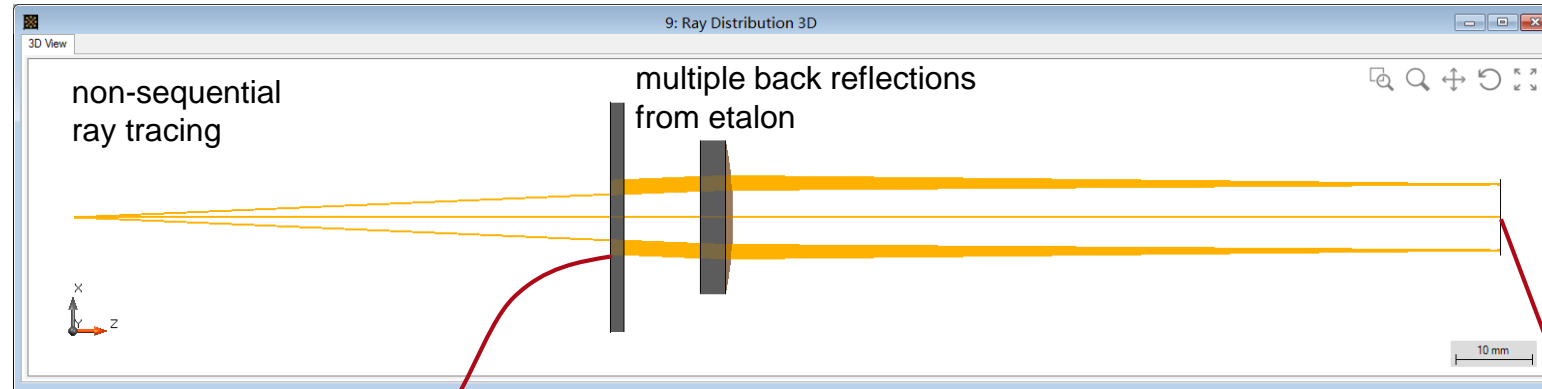 9: Ray Distribution 3D
3D View
non-sequential
ray tracing
multiple back reflections
from etalon
X
Y
Z
10 mm